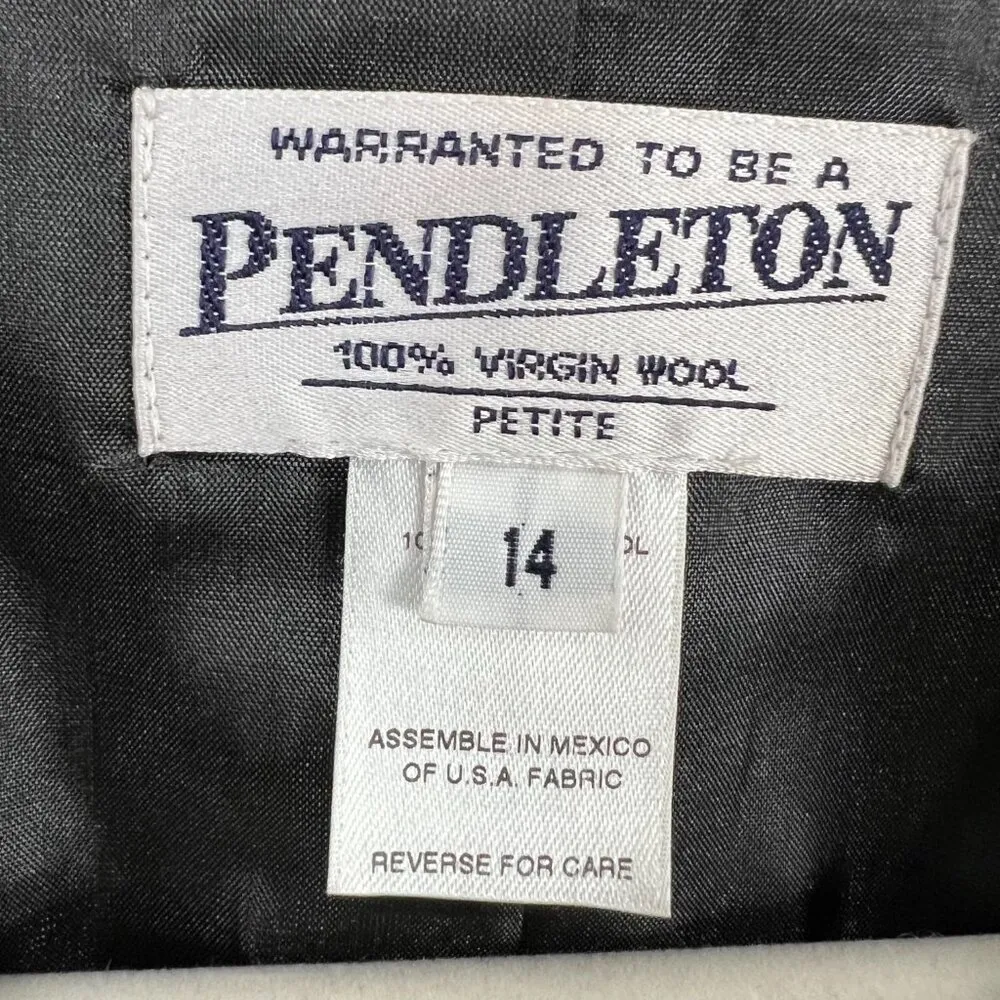 WARRANTED TO BE A
PENDLETON
100% VIRGIN WOOL
PETITE
14
ASSEMBLE IN MEXICO
OF U.S.A. FABRIC
REVERSE FOR CARE